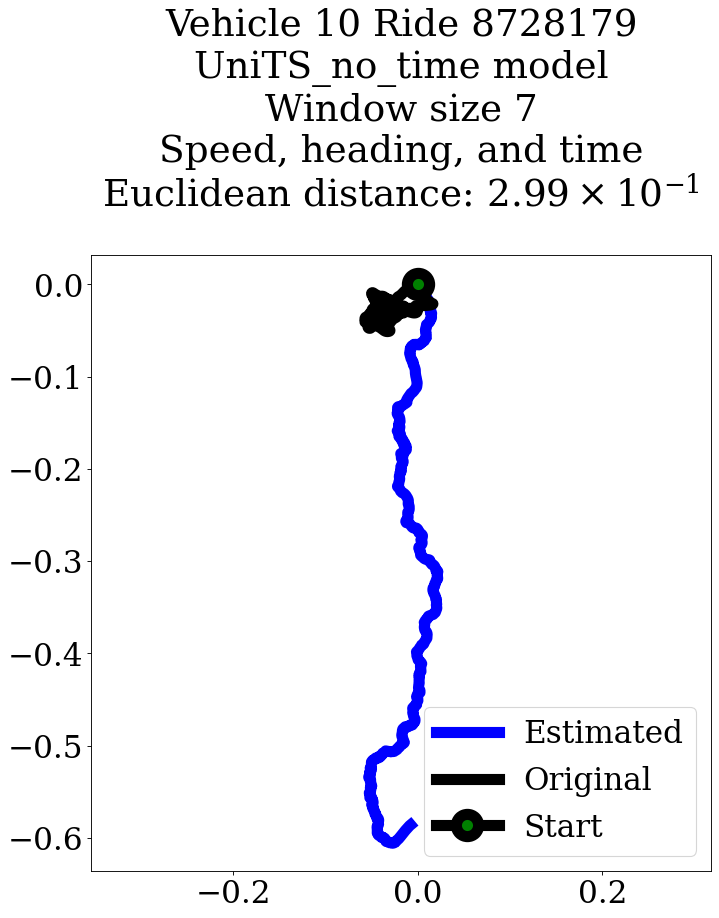 Vehicle 10 Ride 8728179
UniTS_no_time model
Window size 7
Speed, heading, and time
Euclidean distance: 2.99 × 10⁻¹
0.0
−0.1
−0.2
−0.3
−0.4
−0.5
−0.6
−0.2
0.0
0.2
Estimated
Original
Start